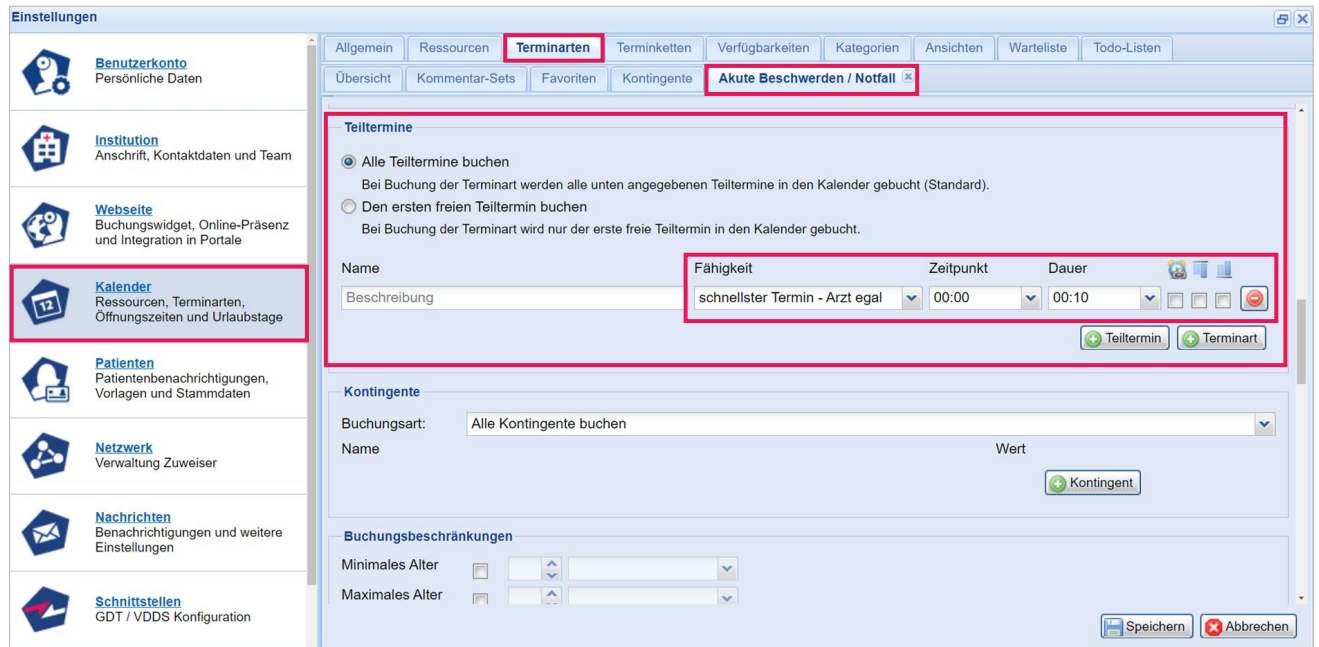 Einstellungen
Benutzerkonto
Persönliche Daten
Institution
Anschrift, Kontaktdaten und Team
Webseite
Buchungswidget, Online-Präsenz
und Integration in Portale
Kalender
Ressourcen, Terminarten,
Öffnungszeiten und Urlaubstage
12
Patienten
Patientenbenachrichtigungen,
Vorlagen und Stammdaten
Netzwerk
Verwaltung Zuweiser
Nachrichten
Benachrichtigungen und weitere
Einstellungen
Schnittstellen
GDT / VDDS Konfiguration
Allgemein Ressourcen Terminarten Terminketten Verfügbarkeiten Kategorien Ansichten Warteliste Todo-Listen
Übersicht Kommentar-Sets Favoriten Kontingente Akute Beschwerden / Notfall
Teiltermine
Alle Teiltermine buchen
Bei Buchung der Terminart werden alle unten angegebenen Teiltermine in den Kalender gebucht (Standard).
Den ersten freien Teiltermin buchen
Bei Buchung der Terminart wird nur der erste freie Teiltermin in den Kalender gebucht.
Name Fähigkeit Zeitpunkt Dauer
Beschreibung schnellster Termin - Arzt egal 00:00 00:10
Teiltermin Terminart
Kontingente
Buchungsart: Alle Kontingente buchen
Name Wert
Kontingent
Buchungsbeschränkungen
Minimales Alter
Maximales Alter
Speichern Abbrechen